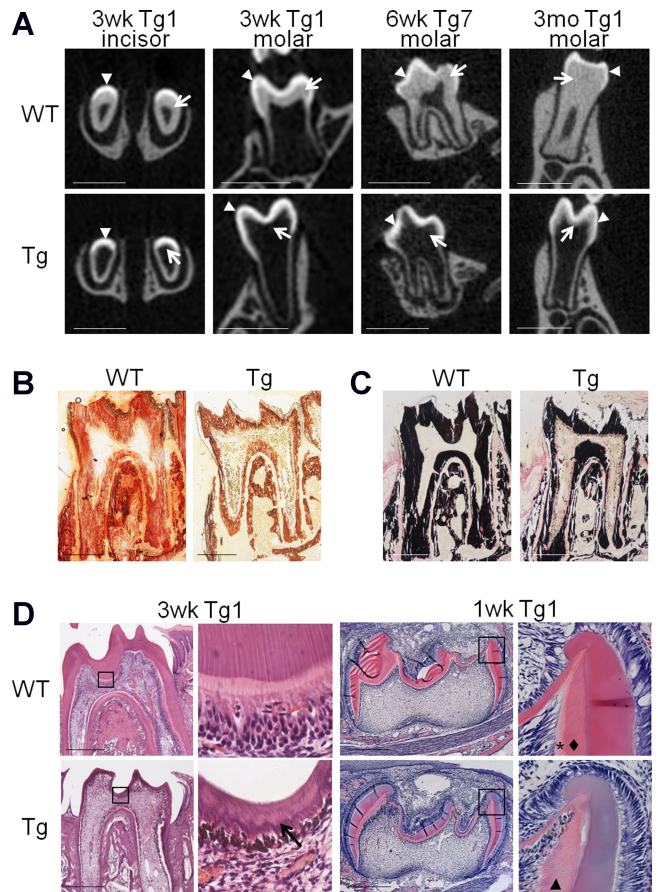 A
3wk Tg1 incisor
3wk Tg1 molar
6wk Tg7 molar
3mo Tg1 molar
WT
Tg
B
WT
Tg
C
WT
Tg
D
3wk Tg1
1wk Tg1
WT
*
Tg